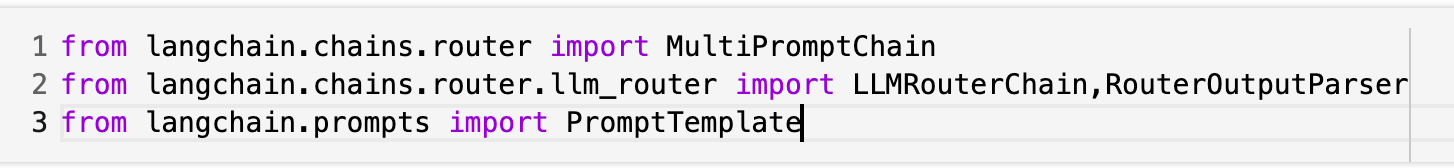 1 from langchain.chains.router import MultiPromptChain
2 from langchain.chains.router.llm_router import LLMRouterChain,RouterOutputParser
3 from langchain.prompts import PromptTemplate